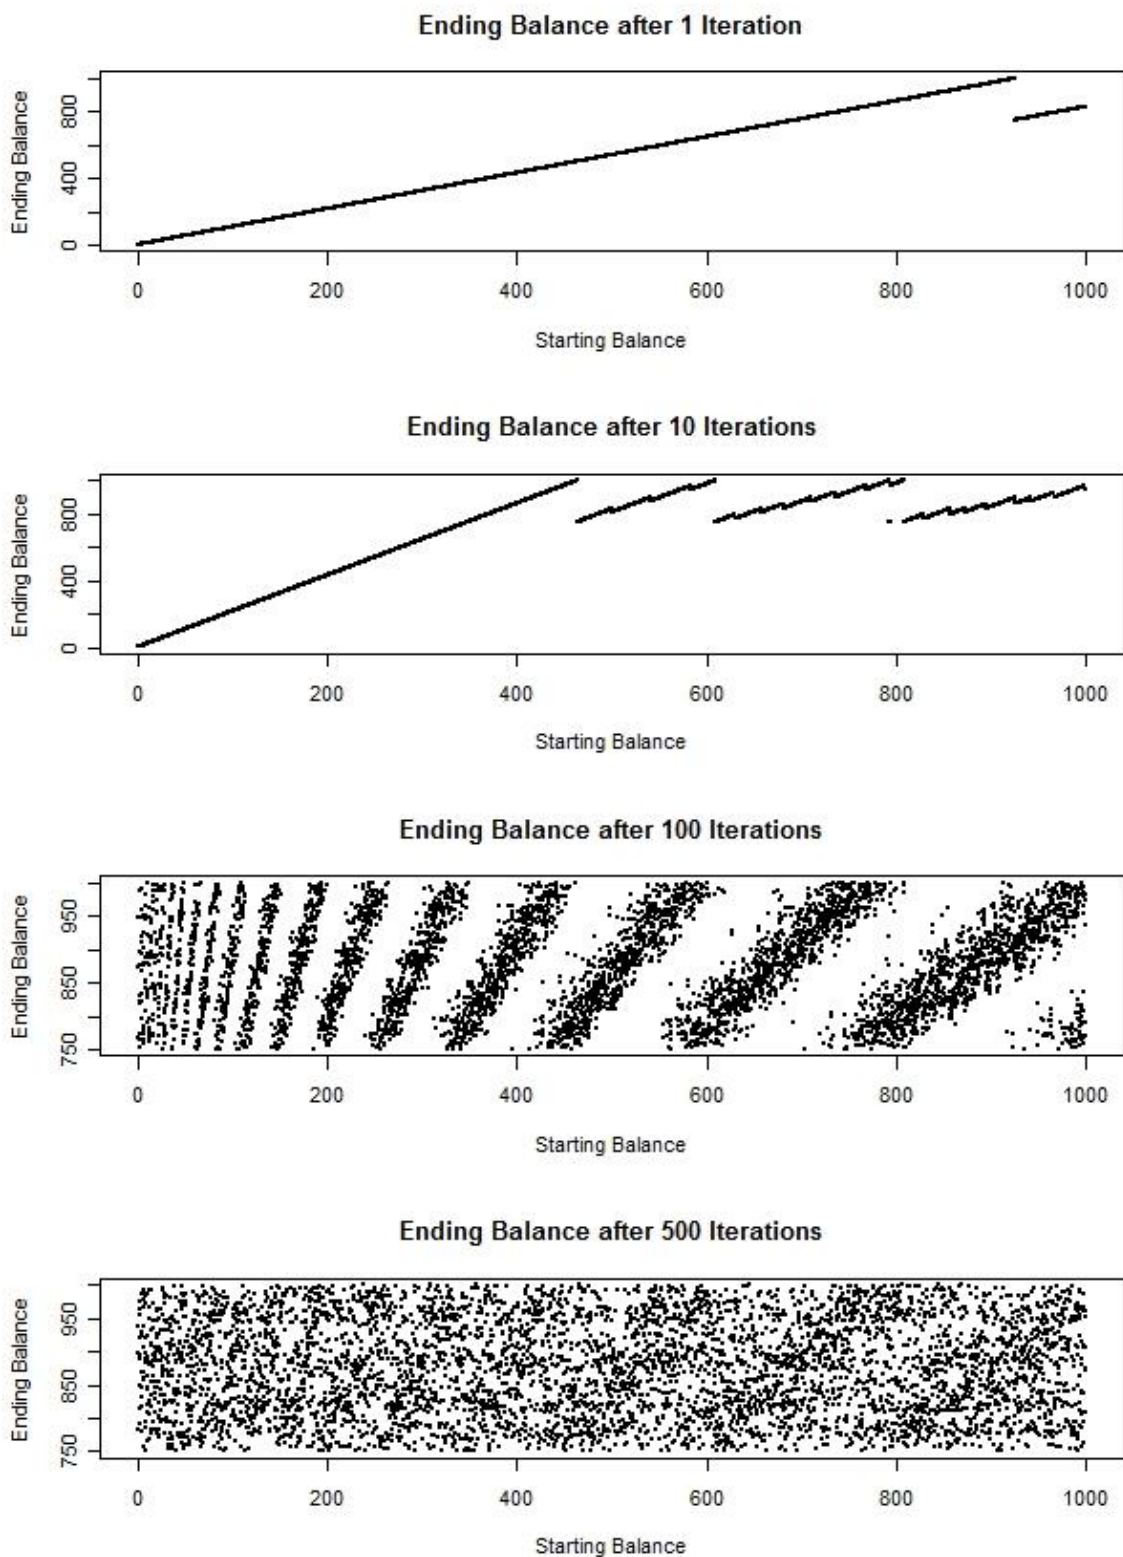 Ending Balance after 1 Iteration
Ending Balance
800
400
0
0 200 400 600 800 1000
Starting Balance
Ending Balance after 10 Iterations
Ending Balance
800
400
0
0 200 400 600 800 1000
Starting Balance
Ending Balance after 100 Iterations
Ending Balance
950
850
750
0 200 400 600 800 1000
Starting Balance
Ending Balance after 500 Iterations
Ending Balance
950
850
750
0 200 400 600 800 1000
Starting Balance